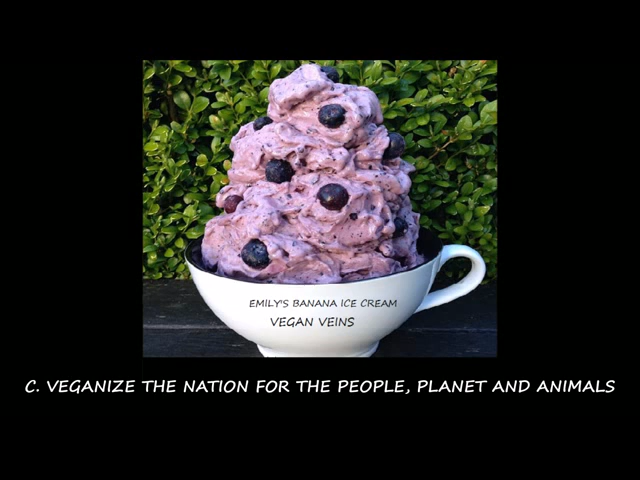 EMILY'S BANANA ICE CREAM
VEGAN VEINS
C. VEGANIZE THE NATION FOR THE PEOPLE, PLANET AND ANIMALS